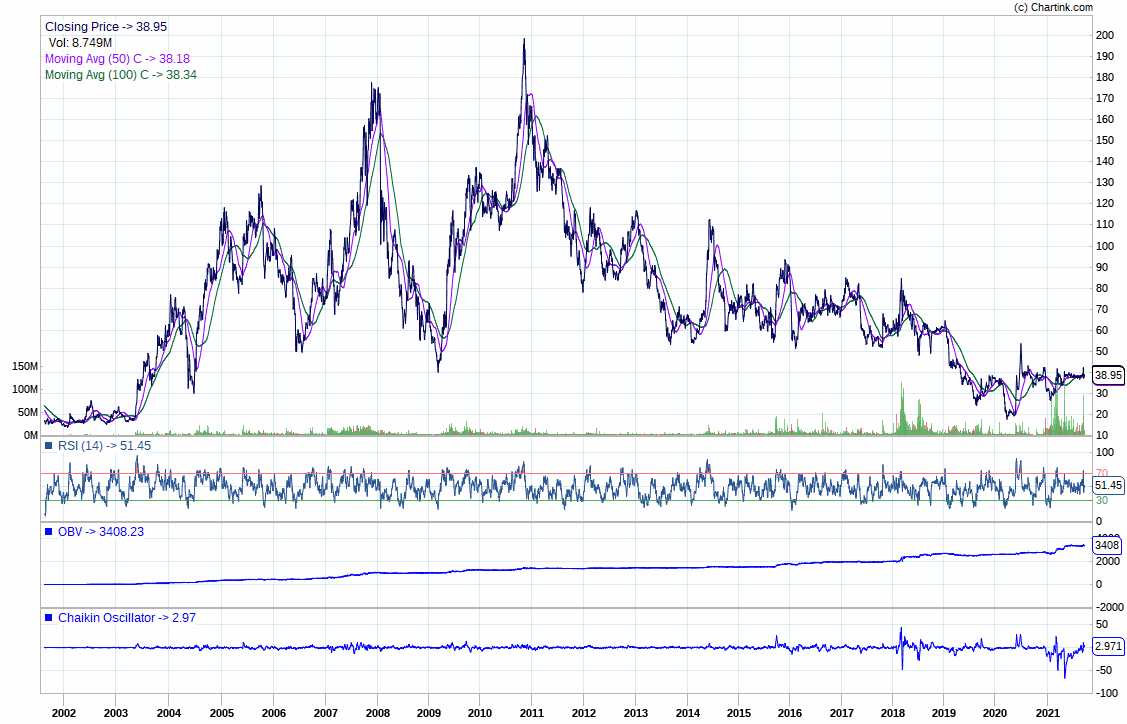 (c) Chartink.com
Closing Price -> 38.95
Vol: 8.749M
Moving Avg (50) C -> 38.18
Moving Avg (100) C -> 38.34
200
190
180
170
160
150
140
130
120
110
100
90
80
70
60
50
38.95
30
20
10
150M
100M
50M
0M
RSI (14) -> 51.45
100
70
51.45
30
0
OBV -> 3408.23
4000
3408
2000
0
-2000
Chaikin Oscillator -> 2.97
50
2.971
-50
-100
2002 2003 2004 2005 2006 2007 2008 2009 2010 2011 2012 2013 2014 2015 2016 2017 2018 2019 2020 2021